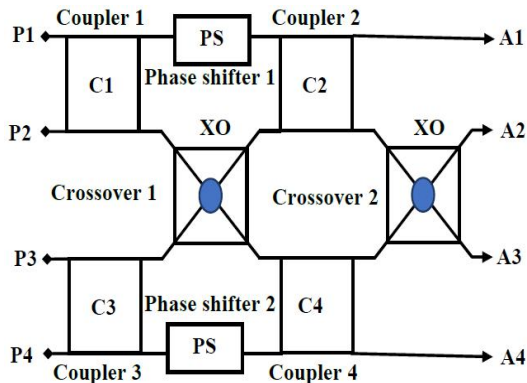 Coupler 1
Coupler 2
P1
PS
A1
Phase shifter 1
C1
C2
P2
XO
XO
A2
Crossover 1
Crossover 2
P3
A3
C3
Phase shifter 2
C4
PS
P4
A4
Coupler 3
Coupler 4